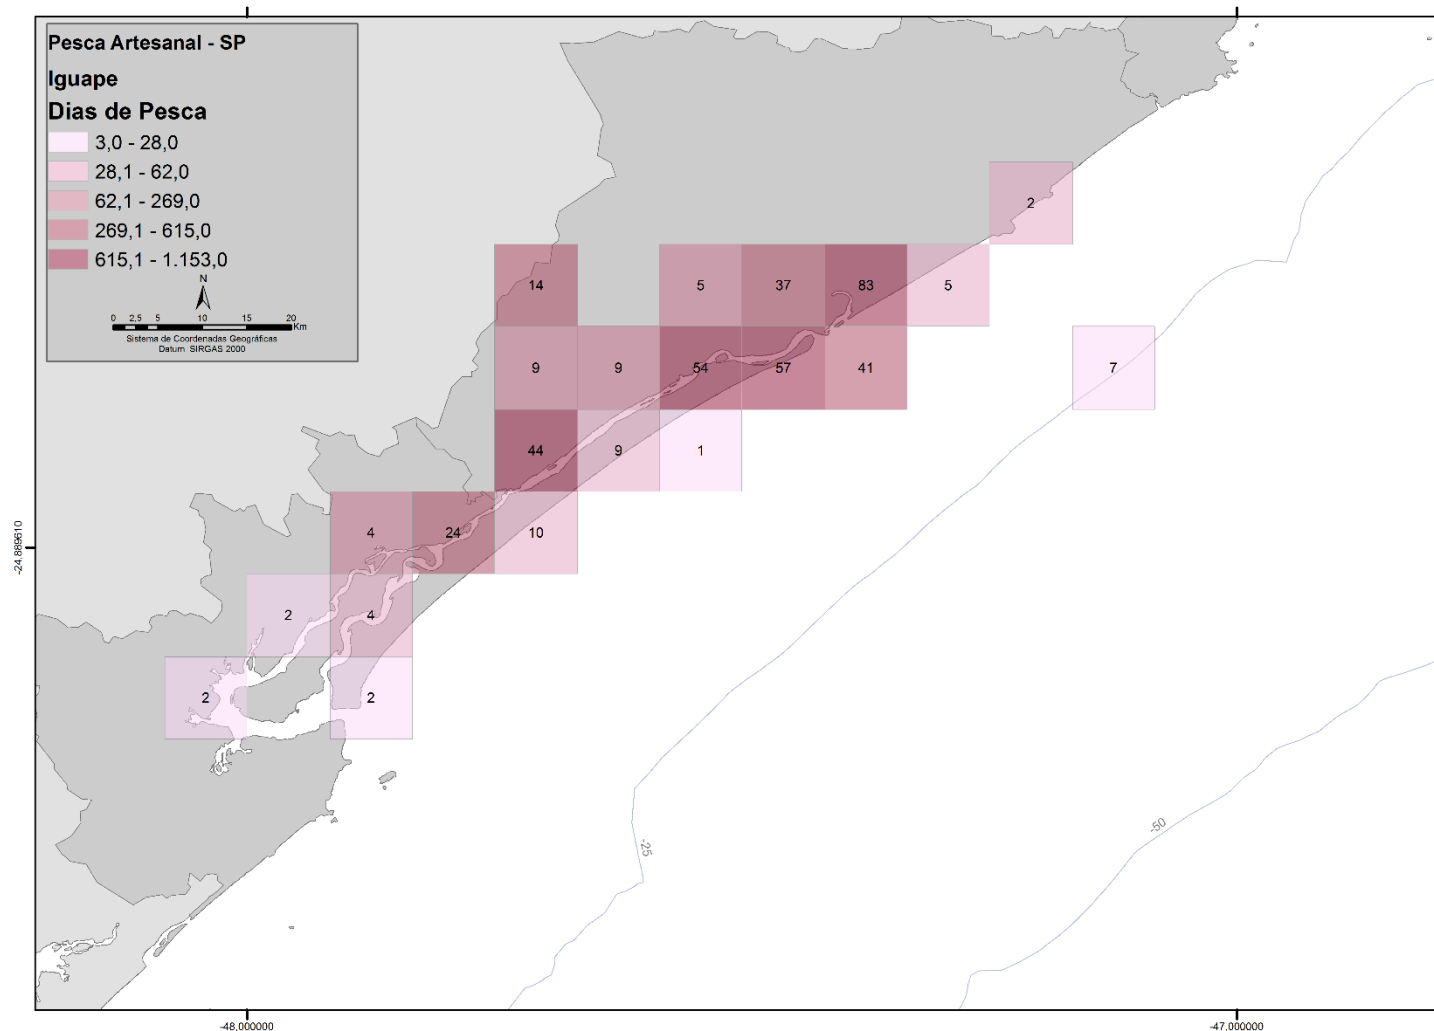 Pesca Artesanal - SP
Iguape
Dias de Pesca
3,0 - 28,0
28,1 - 62,0
62,1 - 269,0
269,1 - 615,0
615,1 - 1.153,0
N
0 2,5 5 10 15 20
Km
Sistema de Coordenadas Geográficas
Datum SIRGAS 2000
2
14 5 37 83 5
9 9 54 57 41 7
44 9 1
4 24 10
2 4
2 2
-24,889610
-25
-50
-48,000000 -47,000000